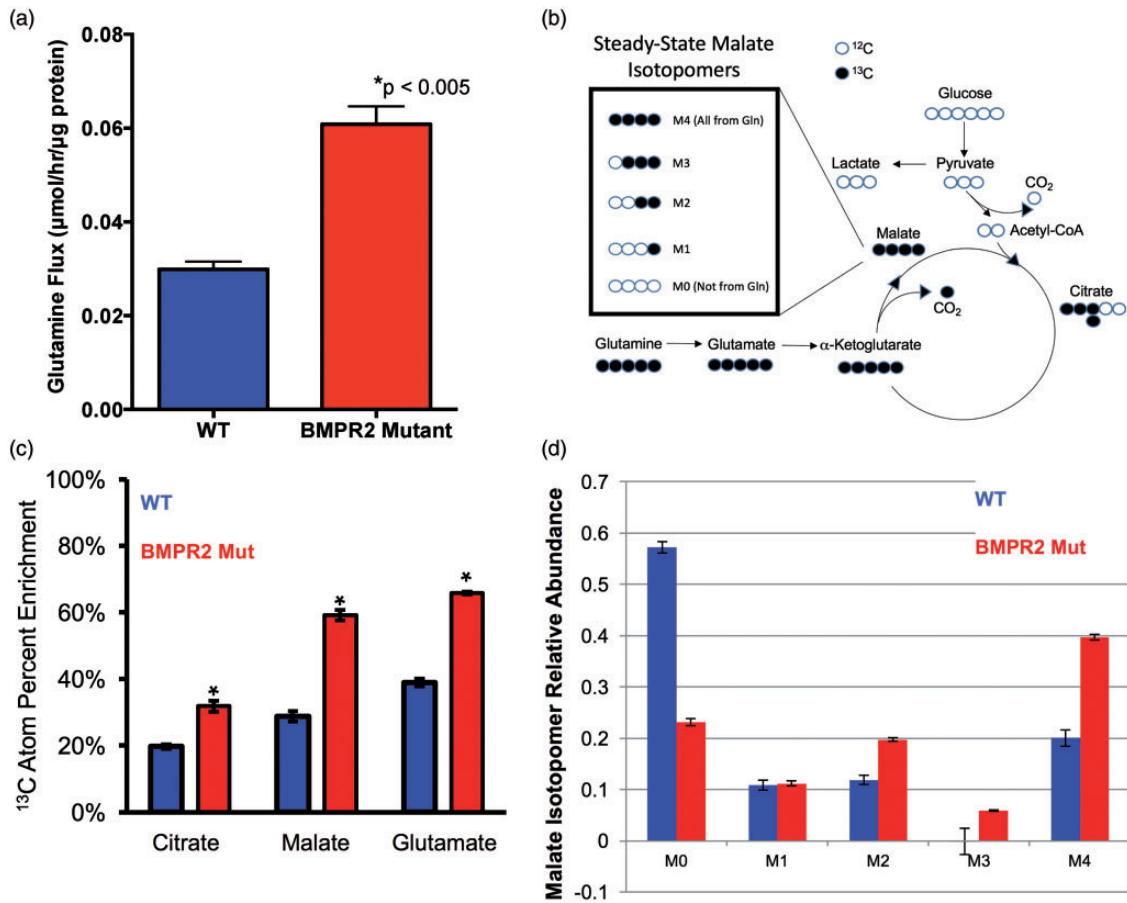 (a)
0.08
0.06
0.04
0.02
0.00
Glutamine Flux (µmol/hr/µg protein)
*p < 0.005
WT
BMPR2 Mutant
(b)
Steady-State Malate
Isotopomers
M4 (All from Gln)
M3
M2
M1
M0 (Not from Gln)
12C
13C
Glucose
Lactate
Pyruvate
CO2
Acetyl-CoA
Malate
Citrate
CO2
Glutamine
Glutamate
α-Ketoglutarate
(c)
100%
80%
60%
40%
20%
0%
13C Atom Percent Enrichment
WT
BMPR2 Mut
*
*
*
Citrate
Malate
Glutamate
(d)
0.7
0.6
0.5
0.4
0.3
0.2
0.1
0
-0.1
Malate Isotopomer Relative Abundance
WT
BMPR2 Mut
M0
M1
M2
M3
M4